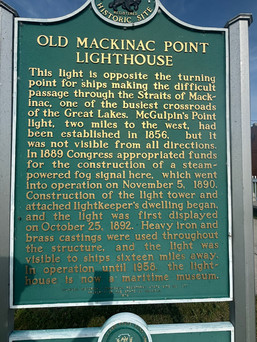 HISTORIC SITE
OLD MACKINAC POINT
LIGHTHOUSE
This light is opposite the turning
point for ships making the difficult
passage through the Straits of Mack-
inac, one of the busiest crossroads
of the Great Lakes. McGulpin's Point
light, two miles to the west, had
been established in 1856, but it
was not visible from all directions.
In 1889 Congress appropriated funds
for the construction of a steam-
powered fog signal here, which went
into operation on November 5, 1890.
Construction of the light tower and
attached lightkeeper's dwelling began,
and the light was first displayed
on October 25, 1892. Heavy iron and
brass castings were used throughout
the structure, and the light was
visible to ships sixteen miles away.
In operation until 1958, the light-
house is now a maritime museum.